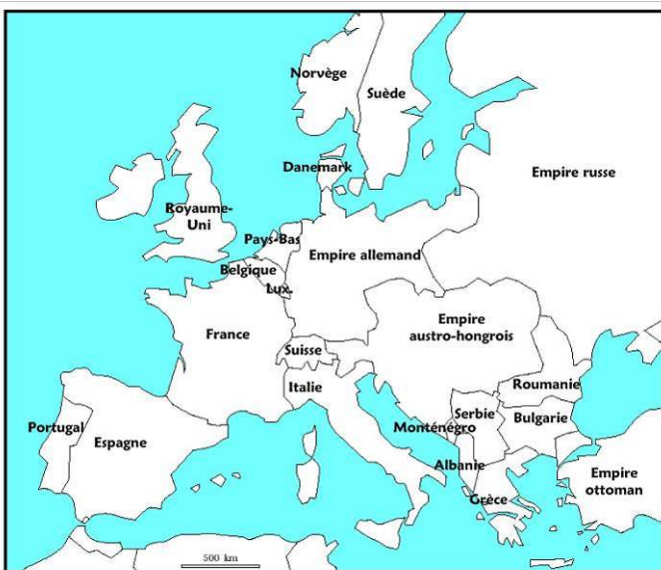 Norvège
Suède
Danemark
Empire russe
Royaume-
Uni
Pays-Bas
Empire allemand
Belgique
Lux.
Empire
austro-hongrois
France
Suisse
Italie
Roumanie
Serbie
Bulgarie
Monténégro
Portugal
Espagne
Albanie
Empire
ottoman
Grèce
500 km